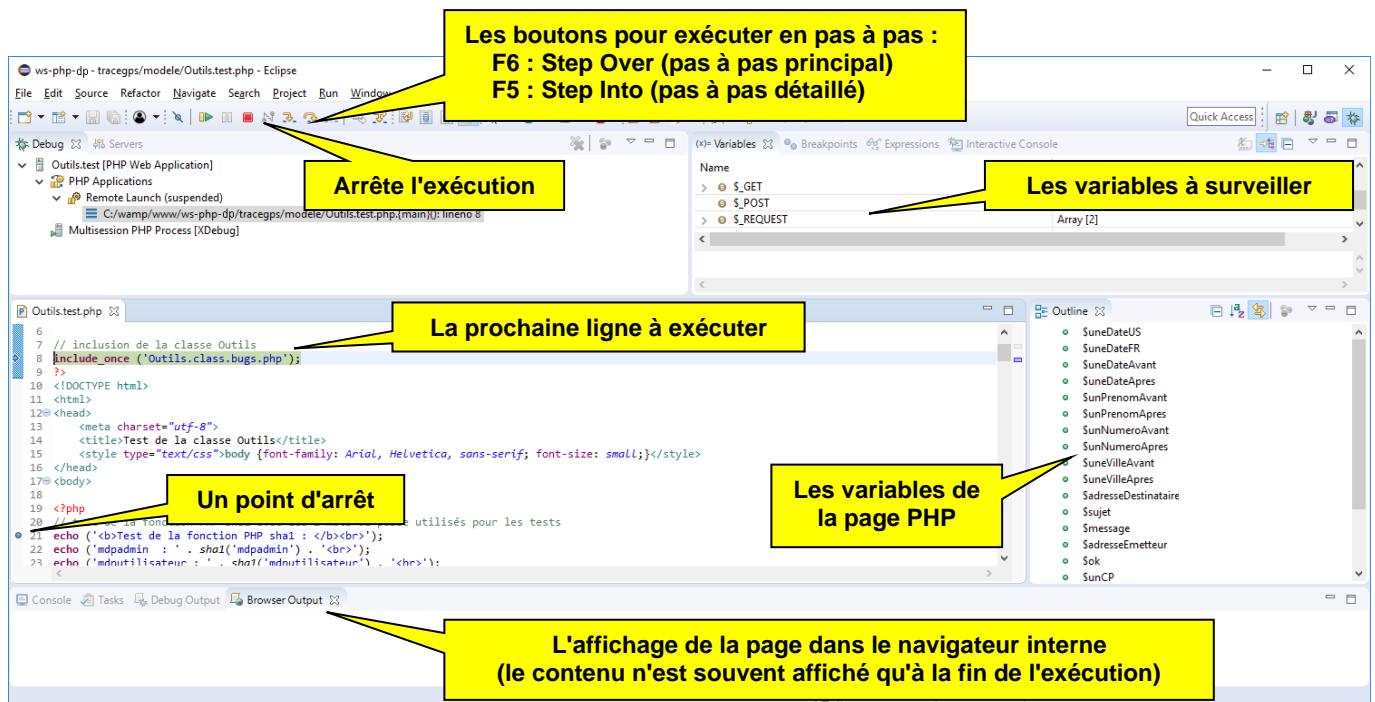 Les boutons pour exécuter en pas à pas :
F6 : Step Over (pas à pas principal)
F5 : Step Into (pas à pas détaillé)
ws-php-dp - tracegps/modele/Outils.test.php - Eclipse
File Edit Source Refactor Navigate Search Project Run Window
Quick Access
Debug Servers
(x)= Variables Breakpoints Expressions Interactive Console
Outils.test [PHP Web Application]
PHP Applications
Remote Launch (suspended)
C:/wamp/www/ws-php-dp/tracegps/modele/Outils.test.php.{main}(): lineno 8
Multisession PHP Process [XDebug]
Arrête l'exécution
Name
$_GET
$_POST
$_REQUEST Array [2]
Les variables à surveiller
Outils.test.php
La prochaine ligne à exécuter
6
7 // inclusion de la classe Outils
8 include_once ('Outils.class.bugs.php');
9 ?>
10 <!DOCTYPE html>
11 <html>
12 <head>
13 <meta charset="utf-8">
14 <title>Test de la classe Outils</title>
15 <style type="text/css">body {font-family: Arial, Helvetica, sans-serif; font-size: small;}</style>
16 </head>
17 <body>
18
19 <?php
20 // utilisés pour les tests
21 echo ('<b>Test de la fonction PHP sha1 : </b><br>');
22 echo ('mdpadmin : ' . sha1('mdpadmin') . '<br>');
23 echo ('mdputilisateur : ' . sha1('mdputilisateur') . '<br>');
Un point d'arrêt
Outline
$uneDateUS
$uneDateFR
$uneDateAvant
$uneDateApres
$unPrenomAvant
$unPrenomApres
$unNumeroAvant
$unNumeroApres
$uneVilleAvant
$uneVilleApres
$adresseDestinataire
$sujet
$message
$adresseEmetteur
$ok
$unCP
Les variables de
la page PHP
Console Tasks Debug Output Browser Output
L'affichage de la page dans le navigateur interne
(le contenu n'est souvent affiché qu'à la fin de l'exécution)